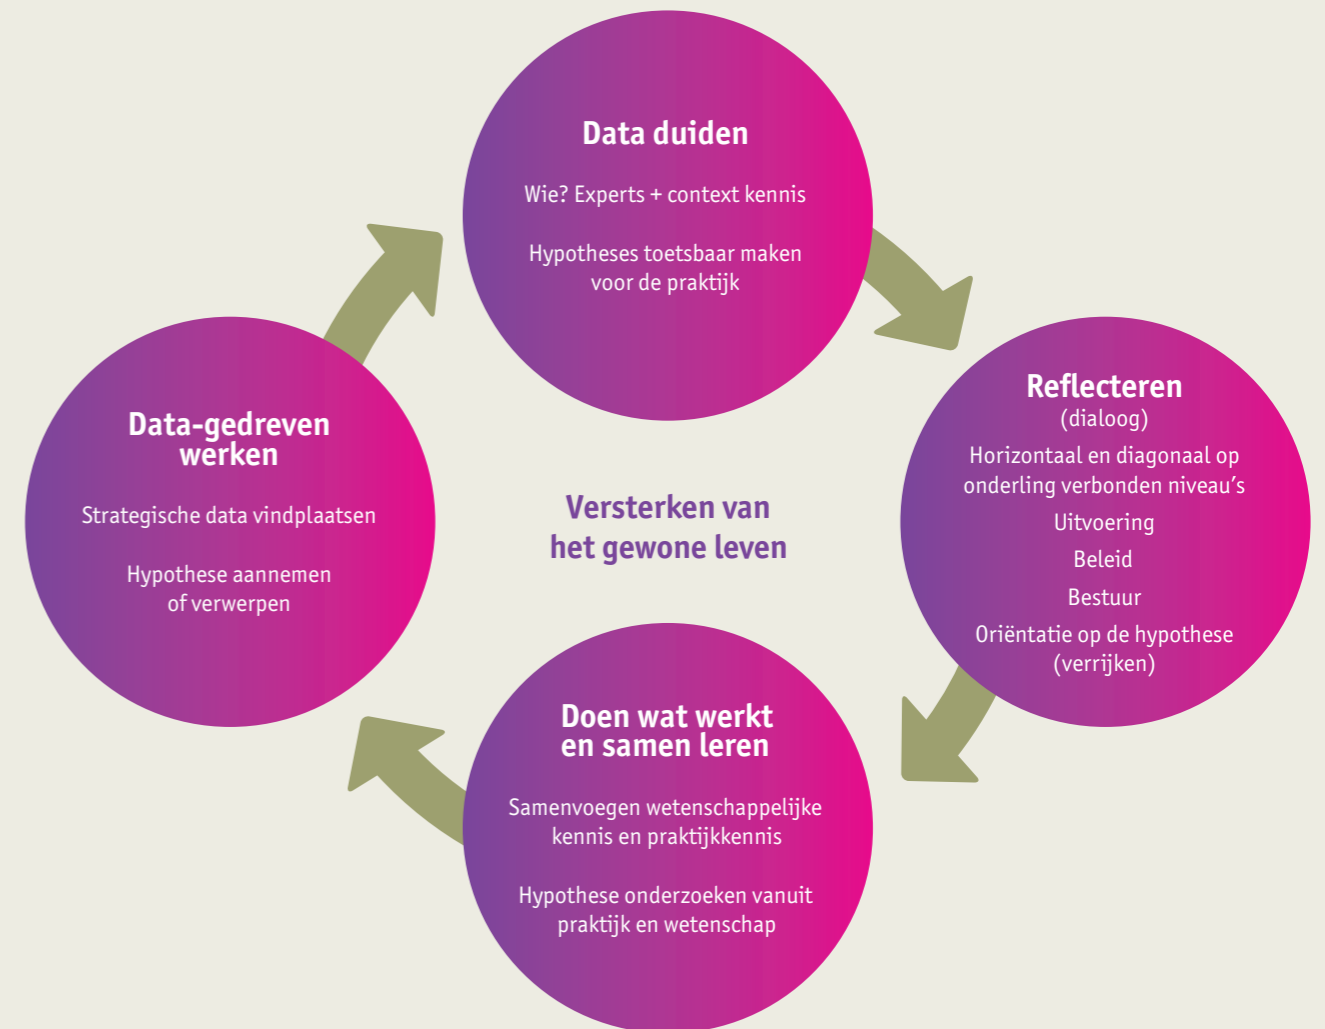 Data duiden
Wie? Experts + context kennis
Hypotheses toetsbaar maken
voor de praktijk
Reflecteren
(dialoog)
Horizontaal en diagonaal op
onderling verbonden niveau's
Uitvoering
Beleid
Bestuur
Oriëntatie op de hypothese
(verrijken)
Doen wat werkt
en samen leren
Samenvoegen wetenschappelijke
kennis en praktijkkennis
Hypothese onderzoeken vanuit
praktijk en wetenschap
Data-gedreven
werken
Strategische data vindplaatsen
Hypothese aannemen
of verwerpen
Versterken van
het gewone leven